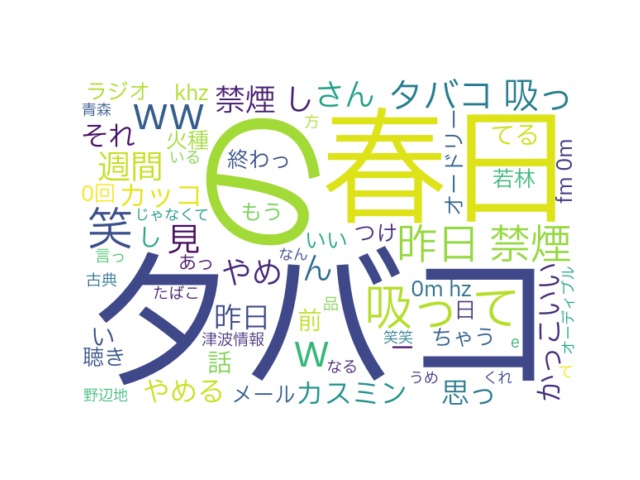 ラジオ khz 禁煙 し さん タバコ 吸っ
青森 ww
それ 火種 方 春日 オードリー てる fm 0m
週間 いる 終わっ 6 若林
0回 カッコ もう
じゃなくて
笑 し 見 いい つけ 昨日 禁煙
言っ あっ やめ なん ん
古典 たばこ タバコ 0m hz 吸って かっこいい オーディブル
い 昨日 品 前 日
聴き 津波情報 w 笑笑 ー ちゃう e
話 なる うめ くれ て
野辺地 やめる メール カスミン 思っ